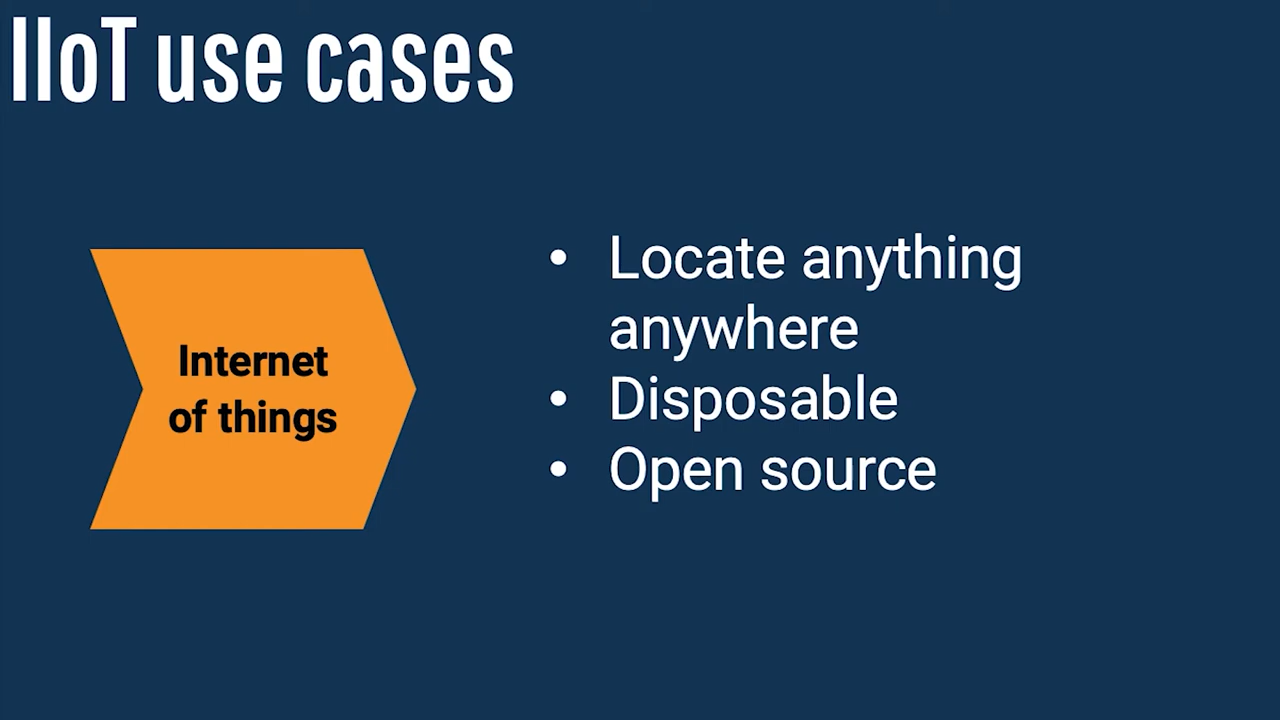 IIoT use cases
Internet
of things
• Locate anything
anywhere
• Disposable
• Open source